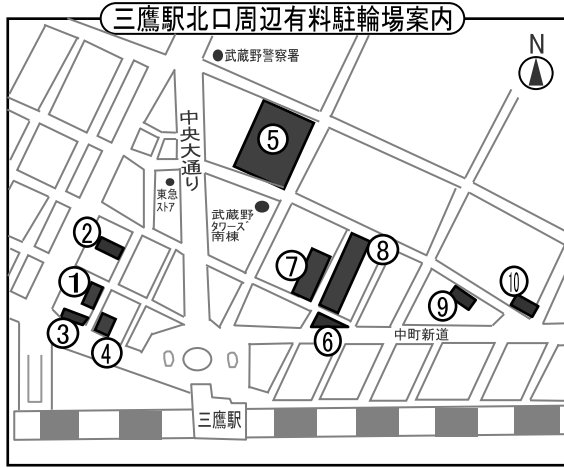 三鷹駅北口周辺有料駐輪場案内
武蔵野警察署
N
中央大通り
⑤
東急
ストア
武蔵野
タワーズ
南棟
②
⑦
⑧
①
⑨
⑩
③
④
⑥
中町新道
三鷹駅